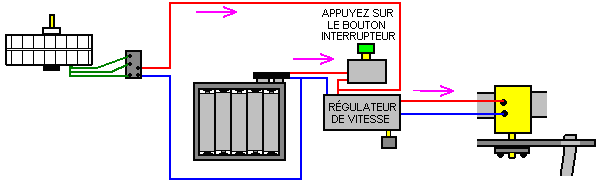 APPUYEZ SUR
LE BOUTON
INTERRUPTEUR
RÉGULATEUR
DE VITESSE